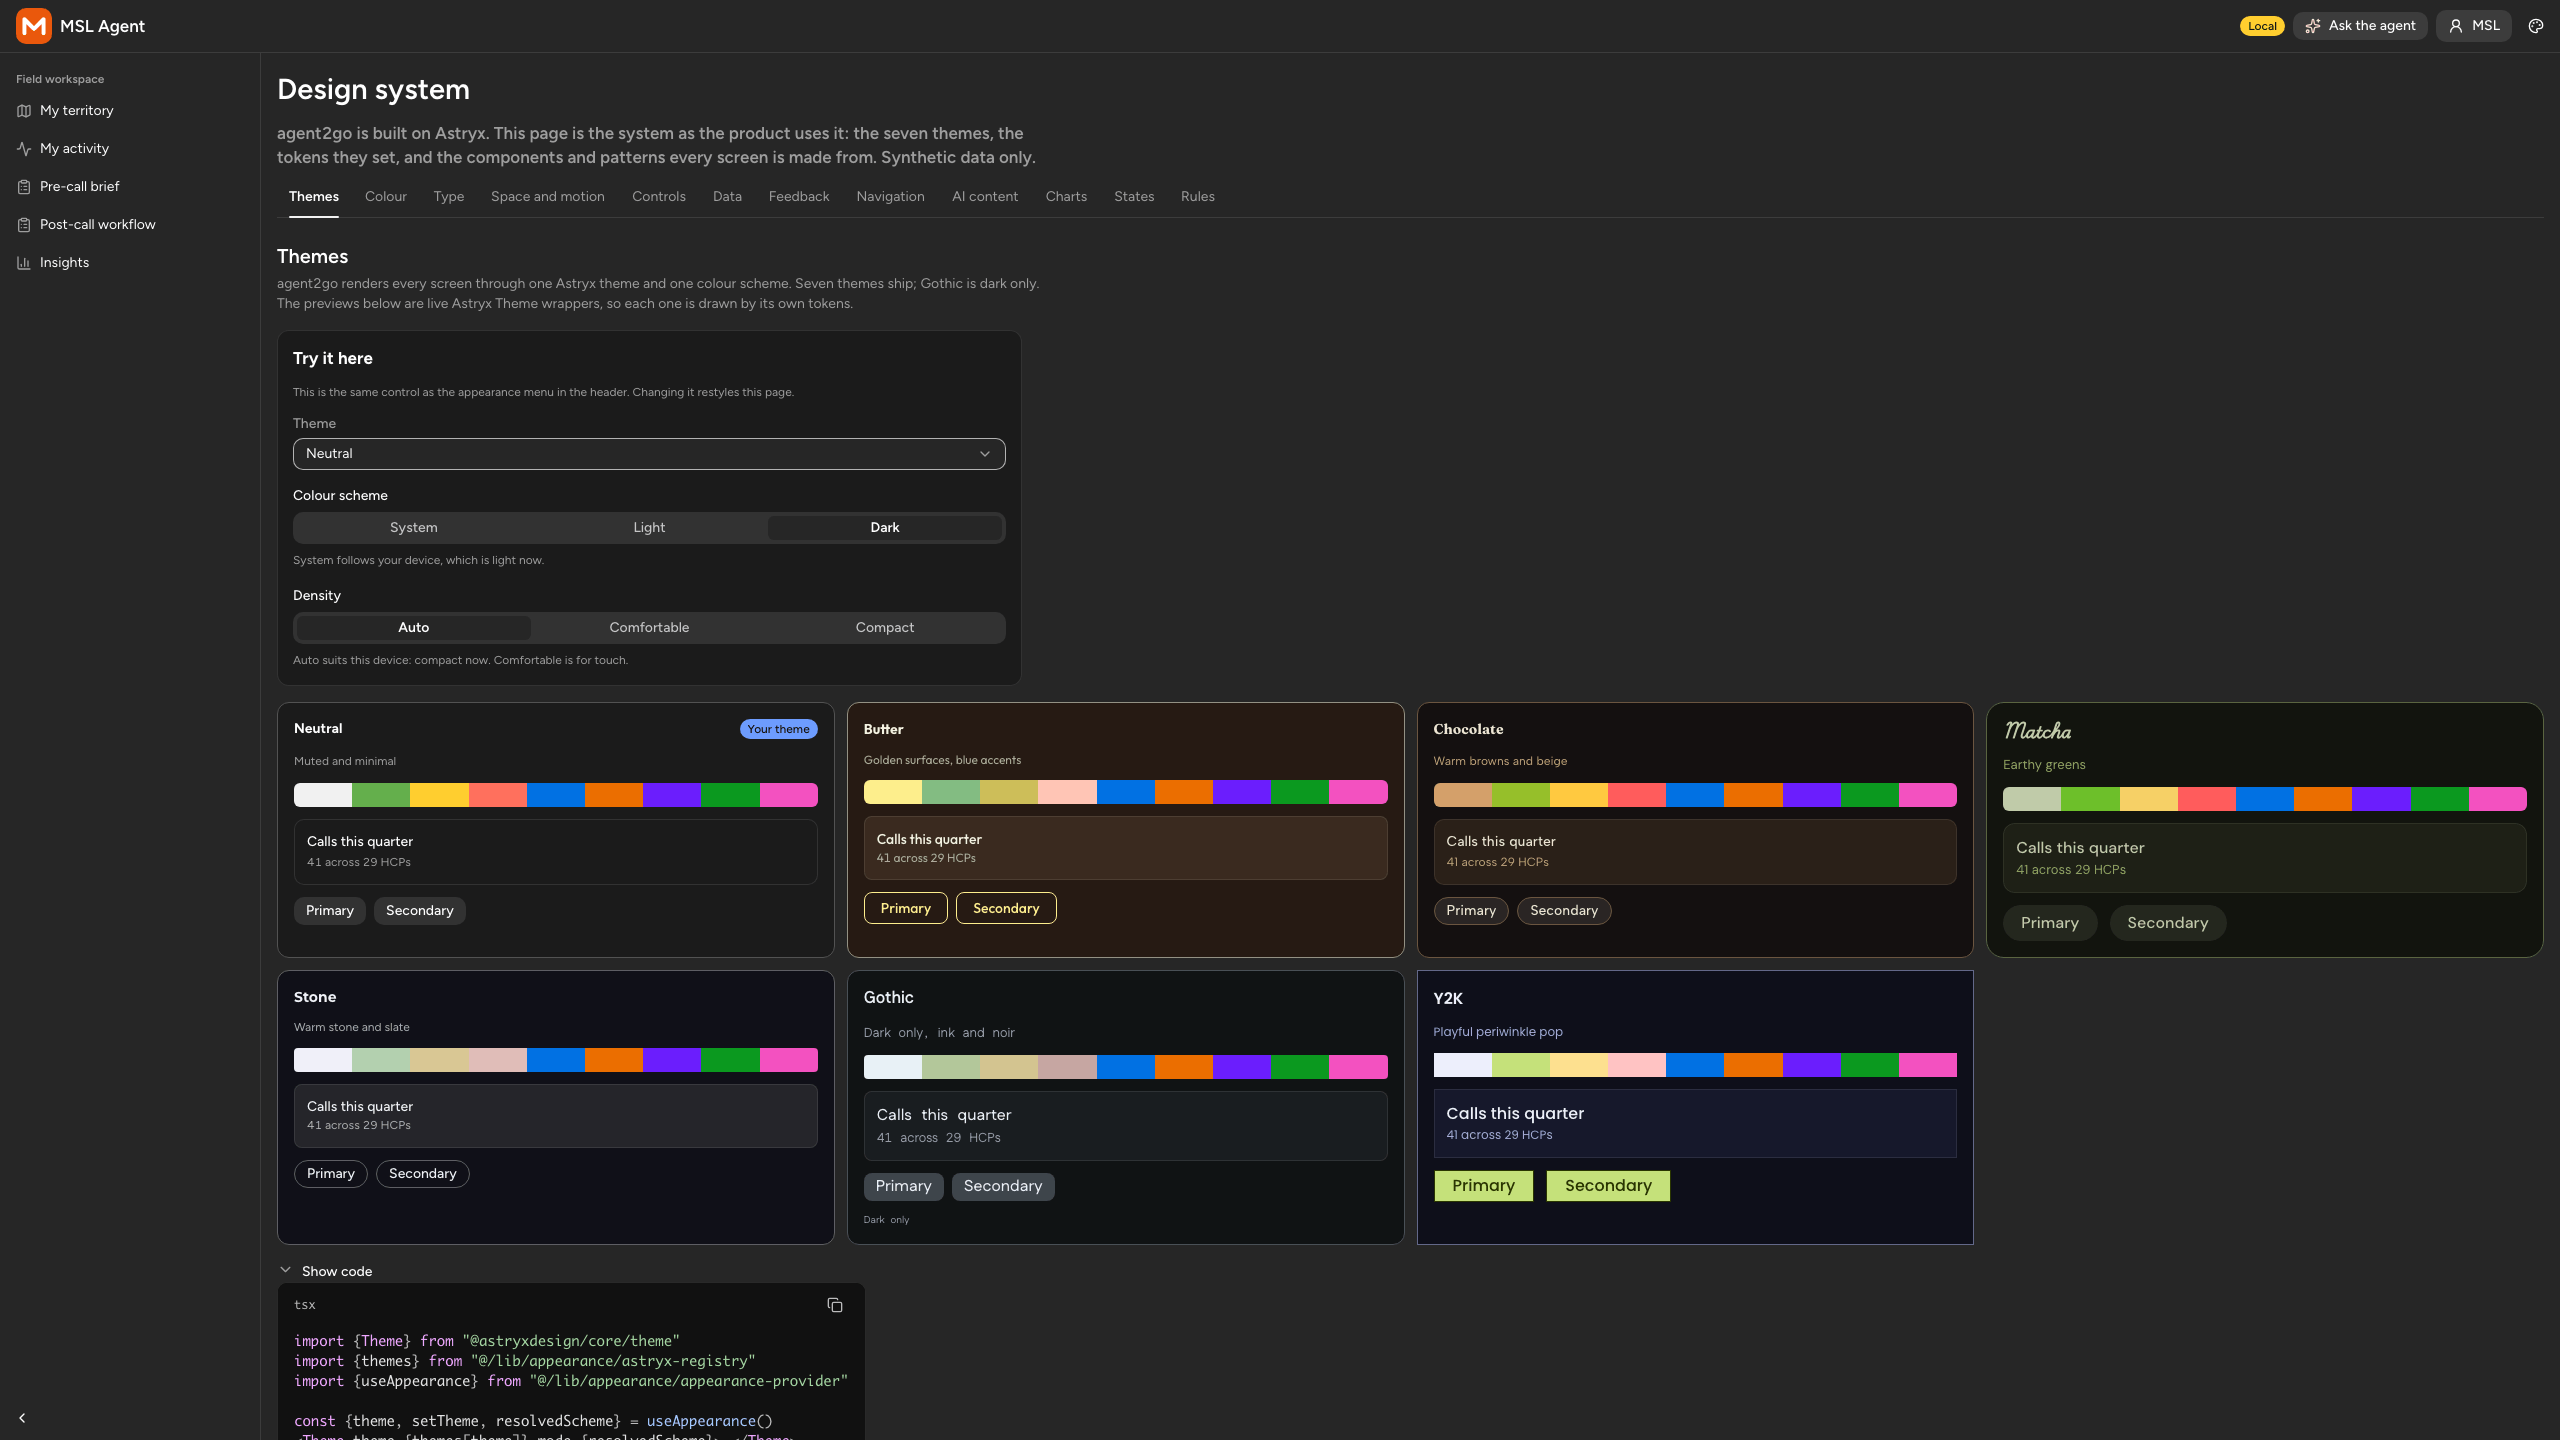 MSL Agent
Local
Ask the agent
MSL
Field workspace
My territory
My activity
Pre-call brief
Post-call workflow
Insights
Design system
agent2go is built on Astryx. This page is the system as the product uses it: the seven themes, the
tokens they set, and the components and patterns every screen is made from. Synthetic data only.
Themes
Colour
Type
Space and motion
Controls
Data
Feedback
Navigation
AI content
Charts
States
Rules
Themes
agent2go renders every screen through one Astryx theme and one colour scheme. Seven themes ship; Gothic is dark only.
The previews below are live Astryx Theme wrappers, so each one is drawn by its own tokens.
Try it here
This is the same control as the appearance menu in the header. Changing it restyles this page.
Theme
Neutral
Colour scheme
System
Light
Dark
System follows your device, which is light now.
Density
Auto
Comfortable
Compact
Auto suits this device: compact now. Comfortable is for touch.
Neutral
Your theme
Muted and minimal
Calls this quarter
41 across 29 HCPs
Primary
Secondary
Butter
Golden surfaces, blue accents
Calls this quarter
41 across 29 HCPs
Primary
Secondary
Chocolate
Warm browns and beige
Calls this quarter
41 across 29 HCPs
Primary
Secondary
Matcha
Earthy greens
Calls this quarter
41 across 29 HCPs
Primary
Secondary
Stone
Warm stone and slate
Calls this quarter
41 across 29 HCPs
Primary
Secondary
Gothic
Dark only, ink and noir
Calls this quarter
41 across 29 HCPs
Primary
Secondary
Dark only
Y2K
Playful periwinkle pop
Calls this quarter
41 across 29 HCPs
Primary
Secondary
Show code
tsx
import {Theme} from "@astryxdesign/core/theme"
import {themes} from "@/lib/appearance/astryx-registry"
import {useAppearance} from "@/lib/appearance/appearance-provider"
const {theme, setTheme, resolvedScheme} = useAppearance()